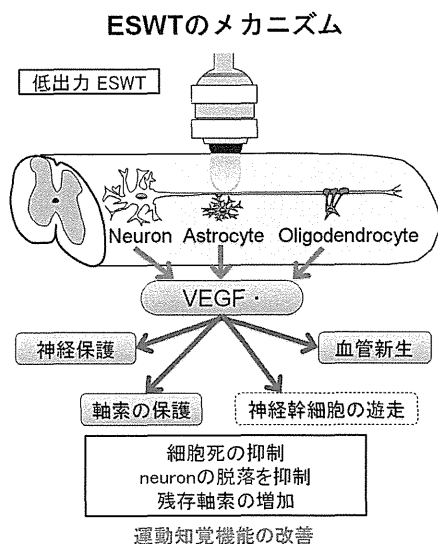 ESWTのメカニズム
低出力 ESWT
Neuron Astrocyte Oligodendrocyte
VEGF・
神経保護
血管新生
軸索の保護
神経幹細胞の遊走
細胞死の抑制
neuronの脱落を抑制
残存軸索の増加
運動知覚機能の改善